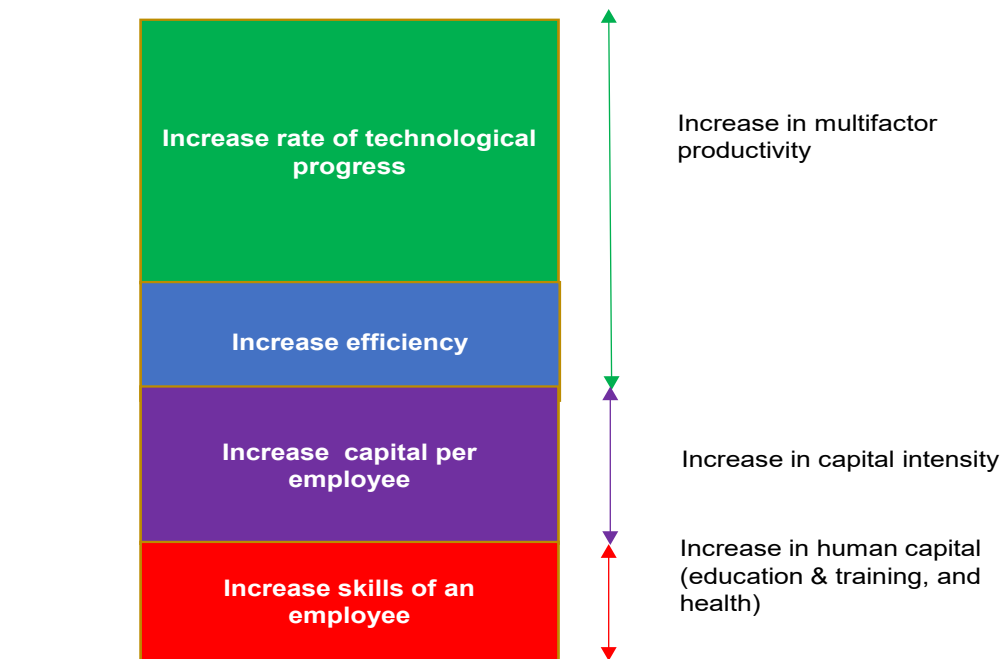 Increase rate of technological
progress
Increase in multifactor
productivity
Increase efficiency
Increase  capital per
employee
Increase in capital intensity
Increase skills of an
employee
Increase in human capital
(education & training, and
health)